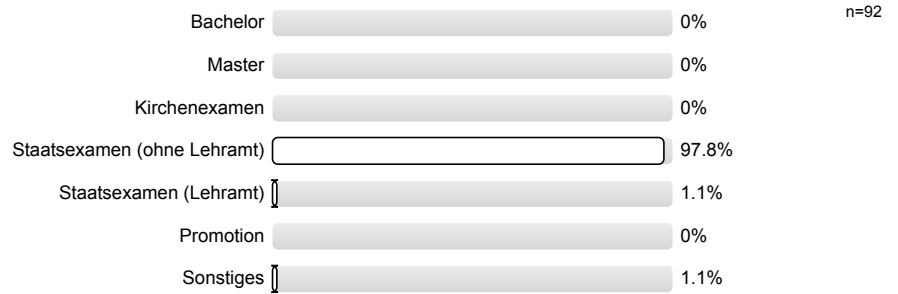 Bachelor 0% n=92
Master 0%
Kirchenexamen 0%
Staatsexamen (ohne Lehramt) 97.8%
Staatsexamen (Lehramt) 1.1%
Promotion 0%
Sonstiges 1.1%